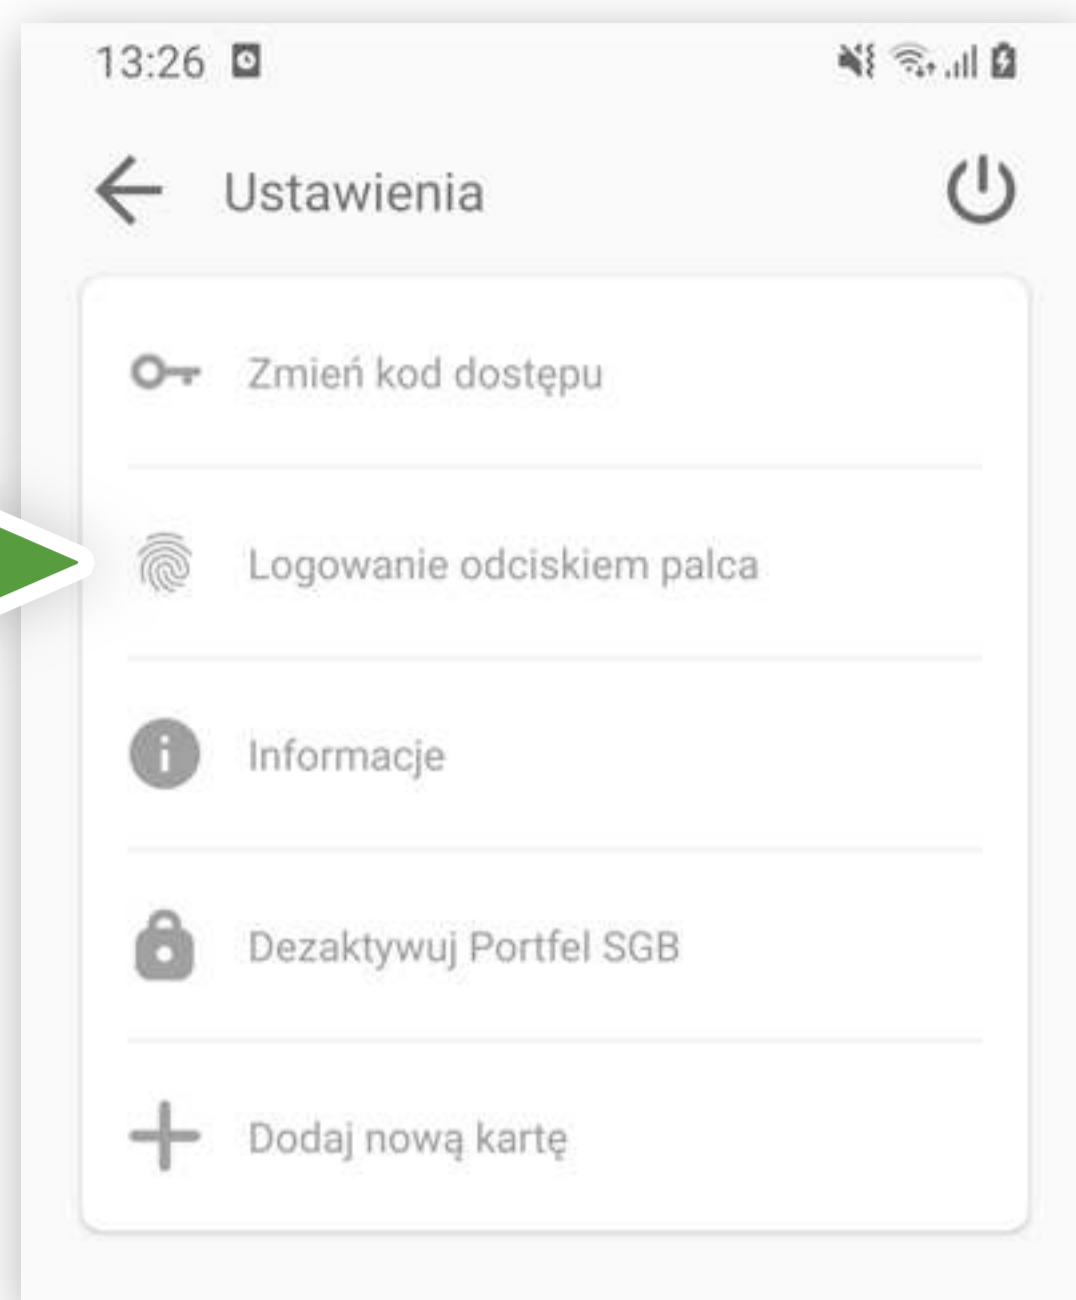 13:26
Ustawienia
Zmień kod dostępu
Logowanie odciskiem palca
Informacje
Dezaktywuj Portfel SGB
Dodaj nową kartę